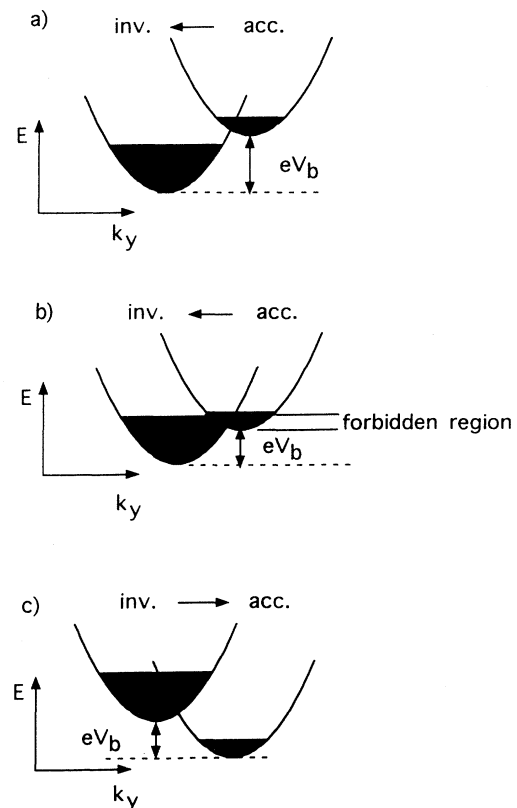 a)
inv. ← acc.
E
eVb
ky
b)
inv. ← acc.
E
forbidden region
eVb
ky
c)
inv. → acc.
E
eVb
ky